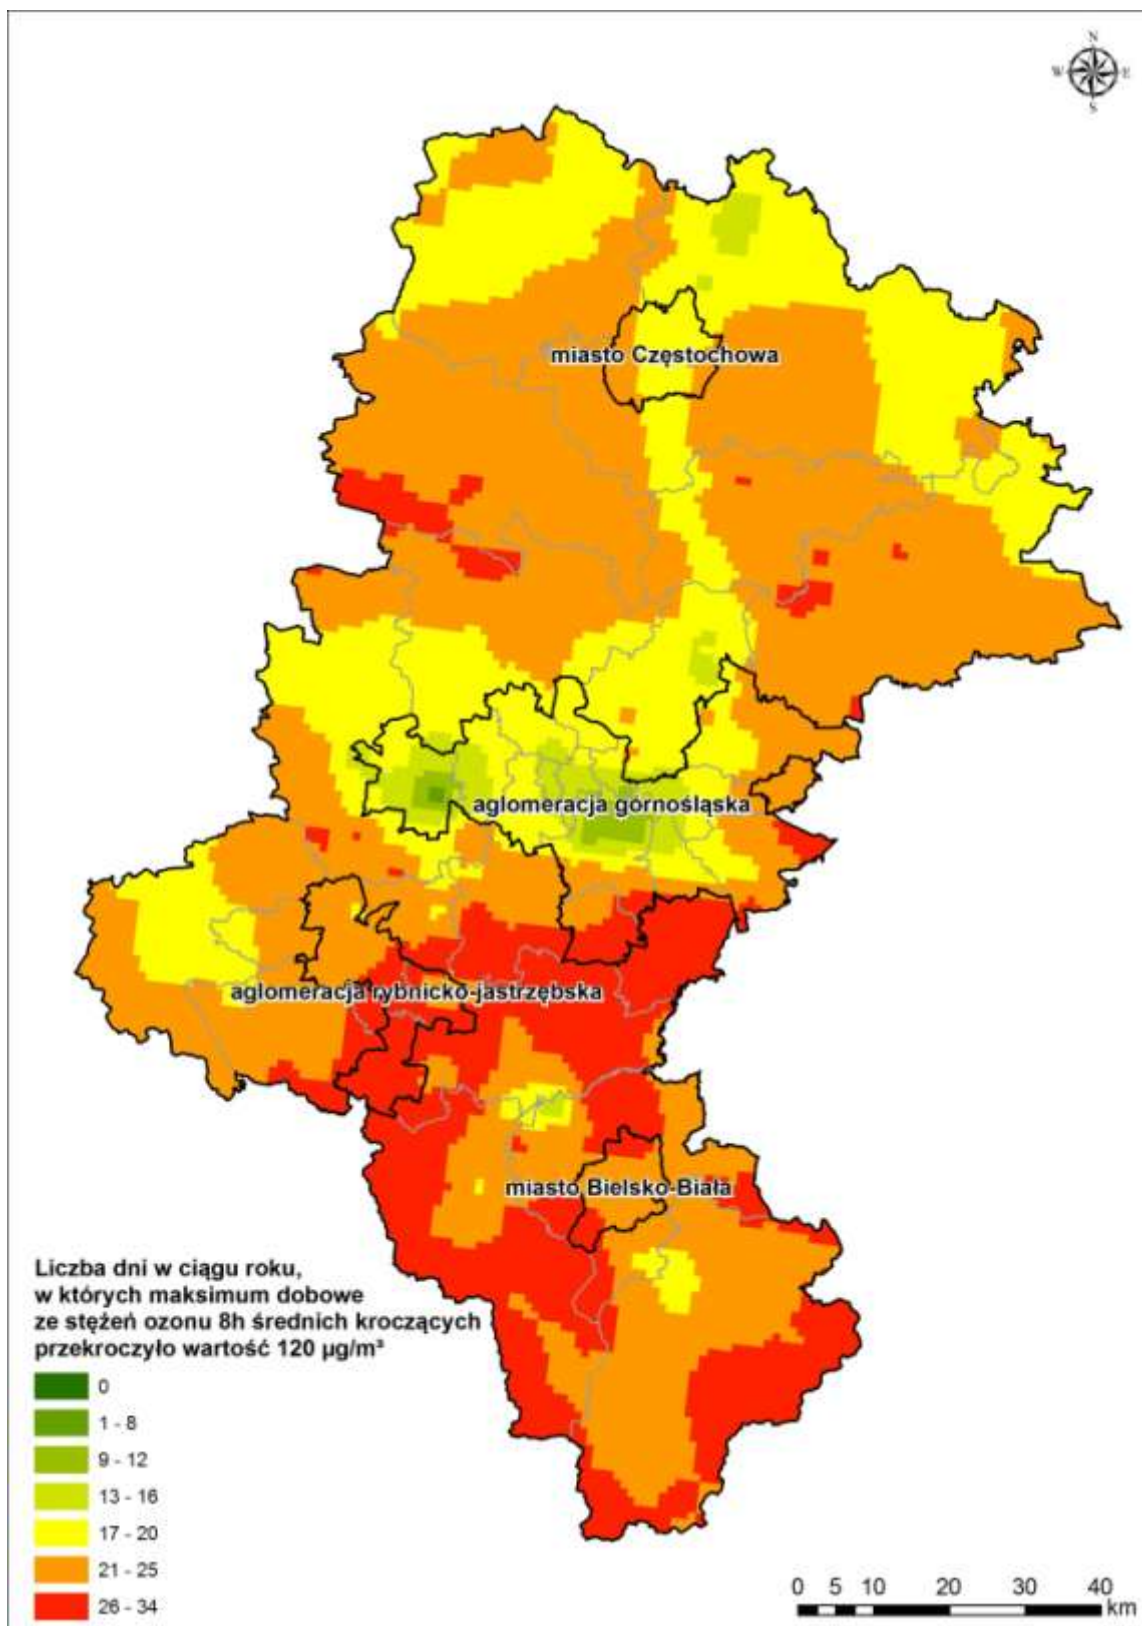 N
W E
S
miasto Częstochowa
aglomeracja górnośląska
aglomeracja rybnicko-jastrzębska
miasto Bielsko-Biała
Liczba dni w ciągu roku,
w których maksimum dobowe
ze stężeń ozonu 8h średnich kroczących
przekroczyło wartość 120 µg/m³
0
1 - 8
9 - 12
13 - 16
17 - 20
21 - 25
26 - 34
0 5 10 20 30 40
km